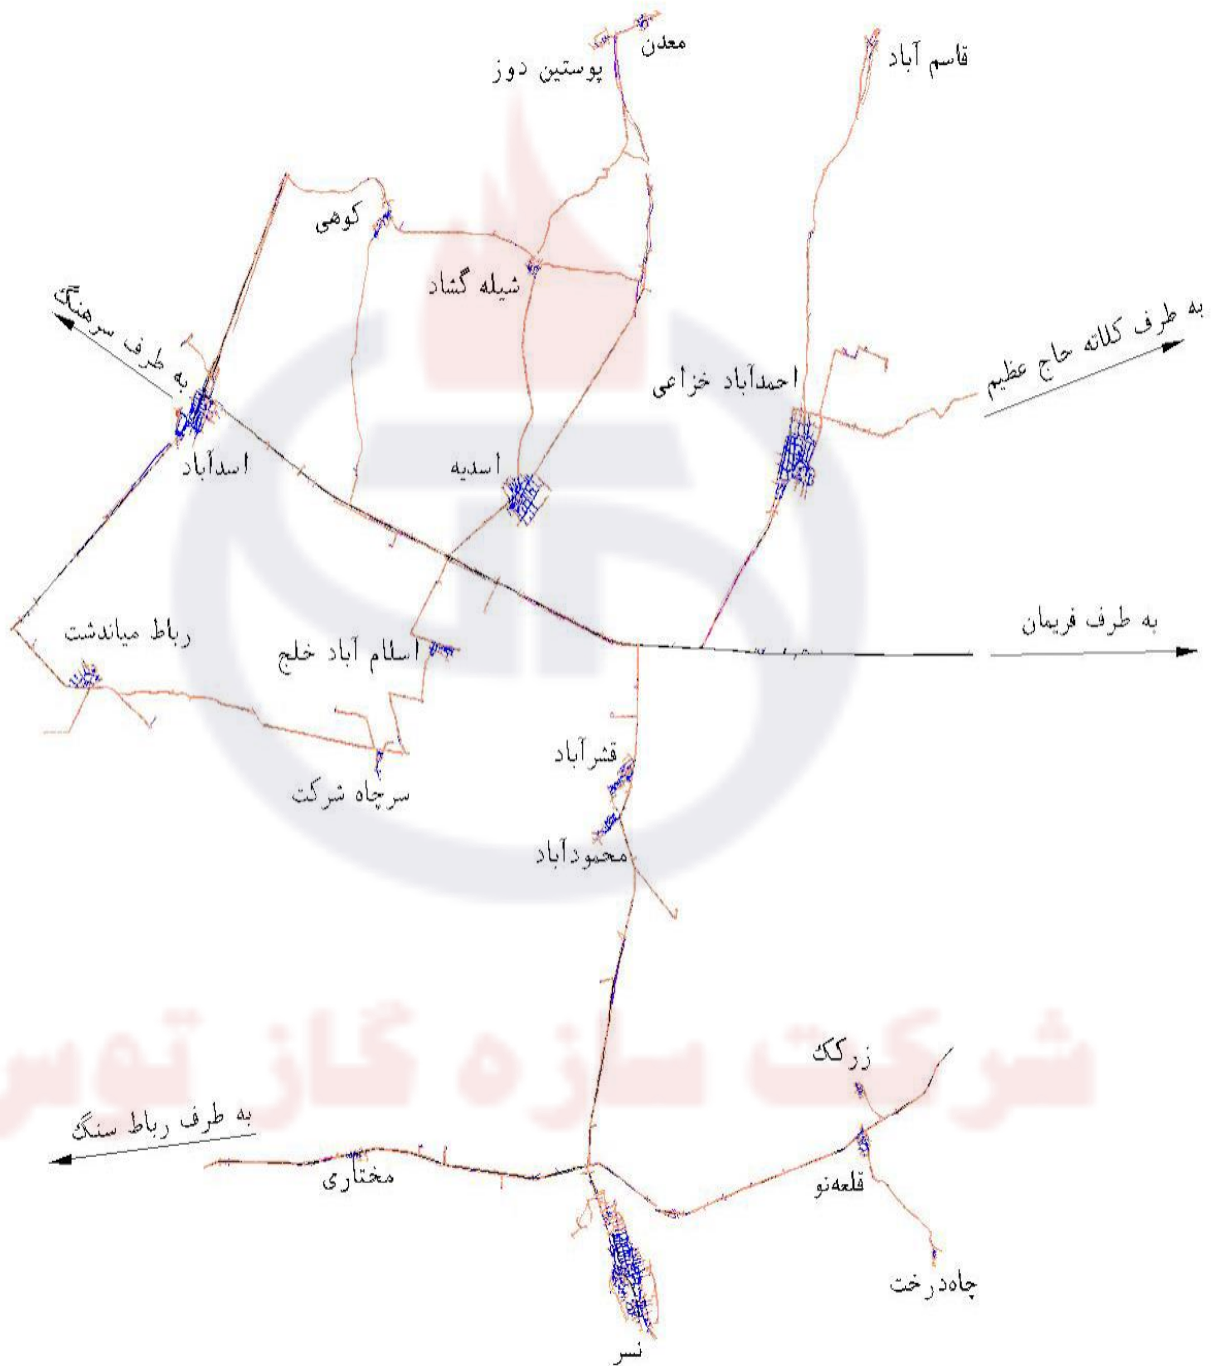 معدن
قاسم آباد
پوستین دوز
کوهی
شیله گشاد
به طرف سرهنگ
به طرف کلاته حاج عظیم
احمدآباد خزاعی
اسدآباد
اسدیه
به طرف فریمان
رباط میاندشت
اسلام آباد خلج
قشرآباد
سرچاه شرکت
محمودآباد
شرکت سازه گاز توس
زرکک
به طرف رباط سنگ
مختاری
قلعه‌نو
چاه‌درخت
نسر